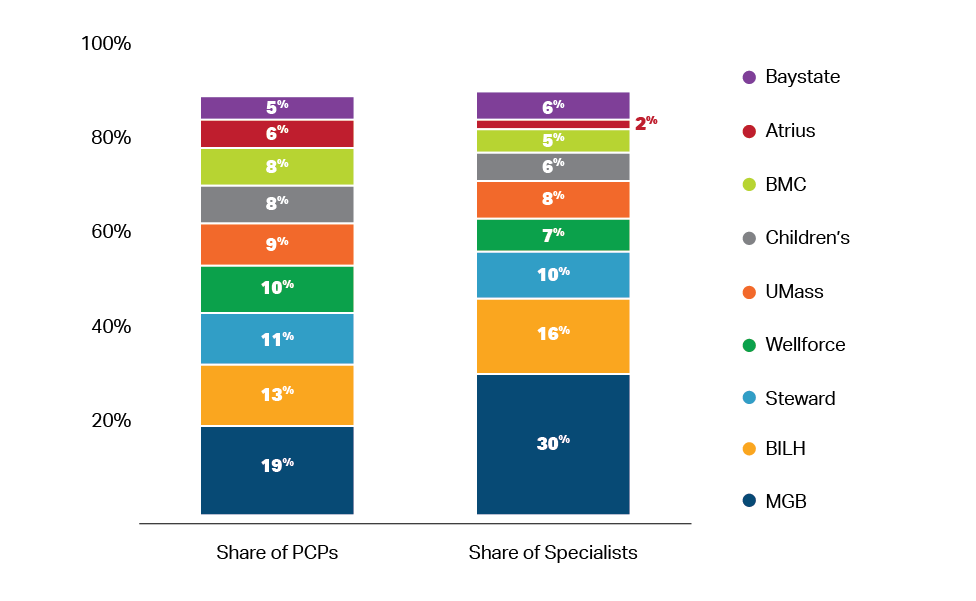 100%
80%
60%
40%
20%
5%
6%
8%
8%
9%
10%
11%
13%
19%
6%
2%
5%
6%
8%
7%
10%
16%
30%
Share of PCPs
Share of Specialists
Baystate
Atrius
BMC
Children’s
UMass
Wellforce
Steward
BILH
MGB